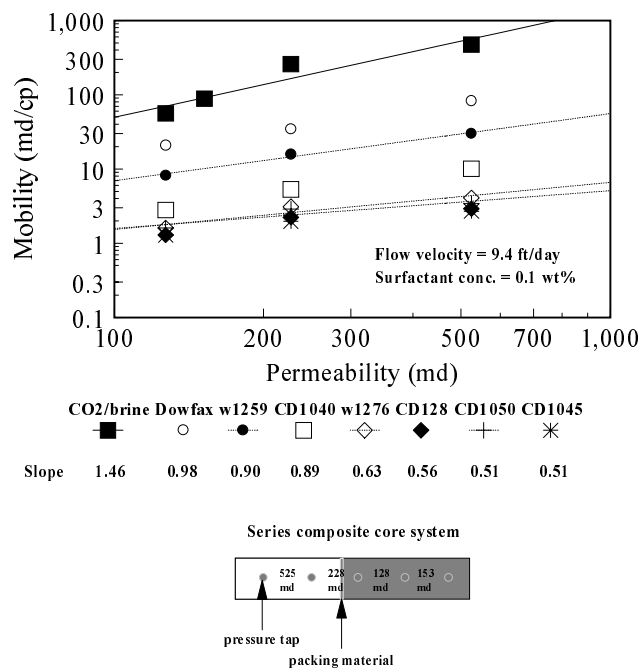 Mobility (md/cp)
1,000
300
100
30
10
3
1
0.3
0.1
Flow velocity = 9.4 ft/day
Surfactant conc. = 0.1 wt%
100 200 300 500 1,000
Permeability (md)
CO2/brine Dowfax w1259 CD1040 w1276 CD128 CD1050 CD1045
Slope 1.46 0.98 0.90 0.89 0.63 0.56 0.51 0.51
Series composite core system
525 228 128 153
md md md md
pressure tap
packing material